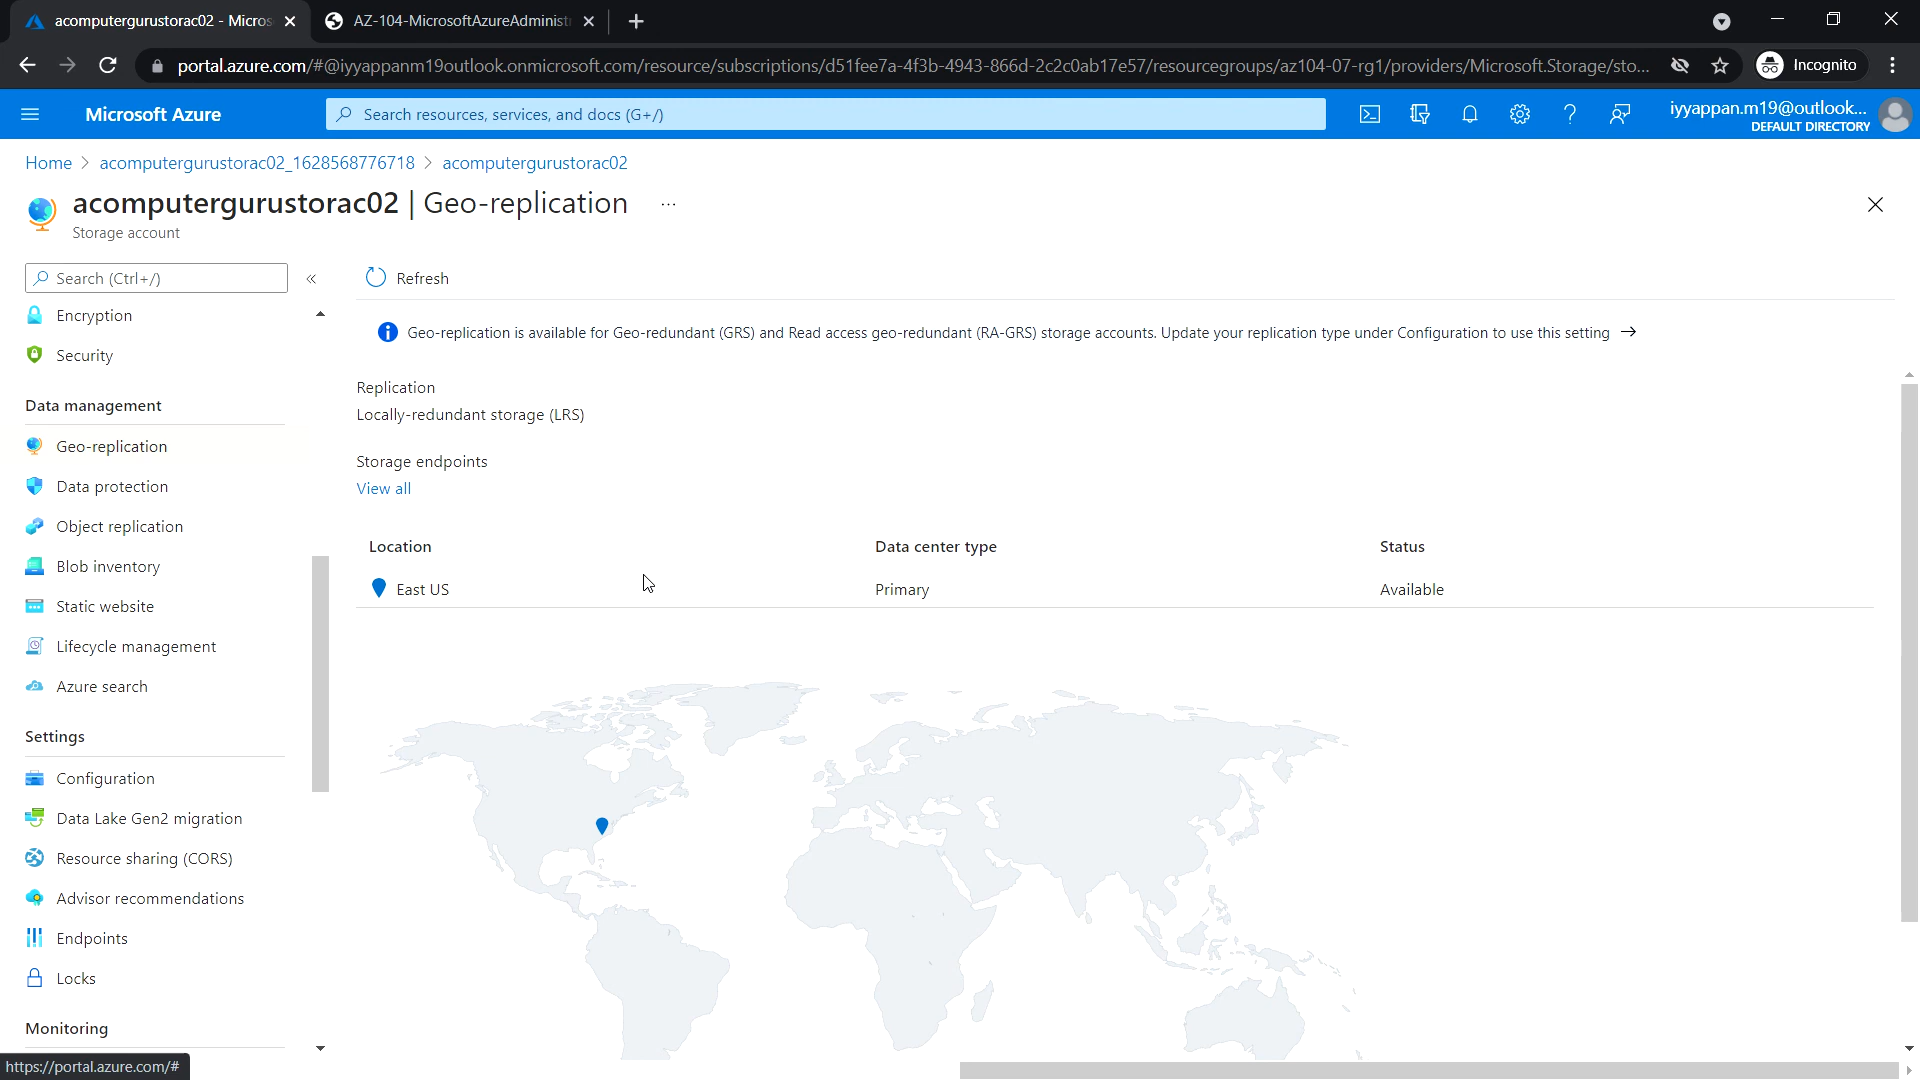 acomputergurustorac02 - Micros
AZ-104-MicrosoftAzureAdminist
portal.azure.com/#@iyyappanm19outlook.onmicrosoft.com/resource/subscriptions/d51fee7a-4f3b-4943-866d-2c2c0ab17e57/resourcegroups/az104-07-rg1/providers/Microsoft.Storage/sto...
Incognito
Microsoft Azure
Search resources, services, and docs (G+/)
iyyappan.m19@outlook...
DEFAULT DIRECTORY
Home > acomputergurustorac02_1628568776718 > acomputergurustorac02
acomputergurustorac02 | Geo-replication ...
Storage account
Search (Ctrl+/)
«
Encryption
Security
Data management
Geo-replication
Data protection
Object replication
Blob inventory
Static website
Lifecycle management
Azure search
Settings
Configuration
Data Lake Gen2 migration
Resource sharing (CORS)
Advisor recommendations
Endpoints
Locks
Monitoring
https://portal.azure.com/#
Refresh
Geo-replication is available for Geo-redundant (GRS) and Read access geo-redundant (RA-GRS) storage accounts. Update your replication type under Configuration to use this setting →
Replication
Locally-redundant storage (LRS)
Storage endpoints
View all
Location Data center type Status
East US Primary Available